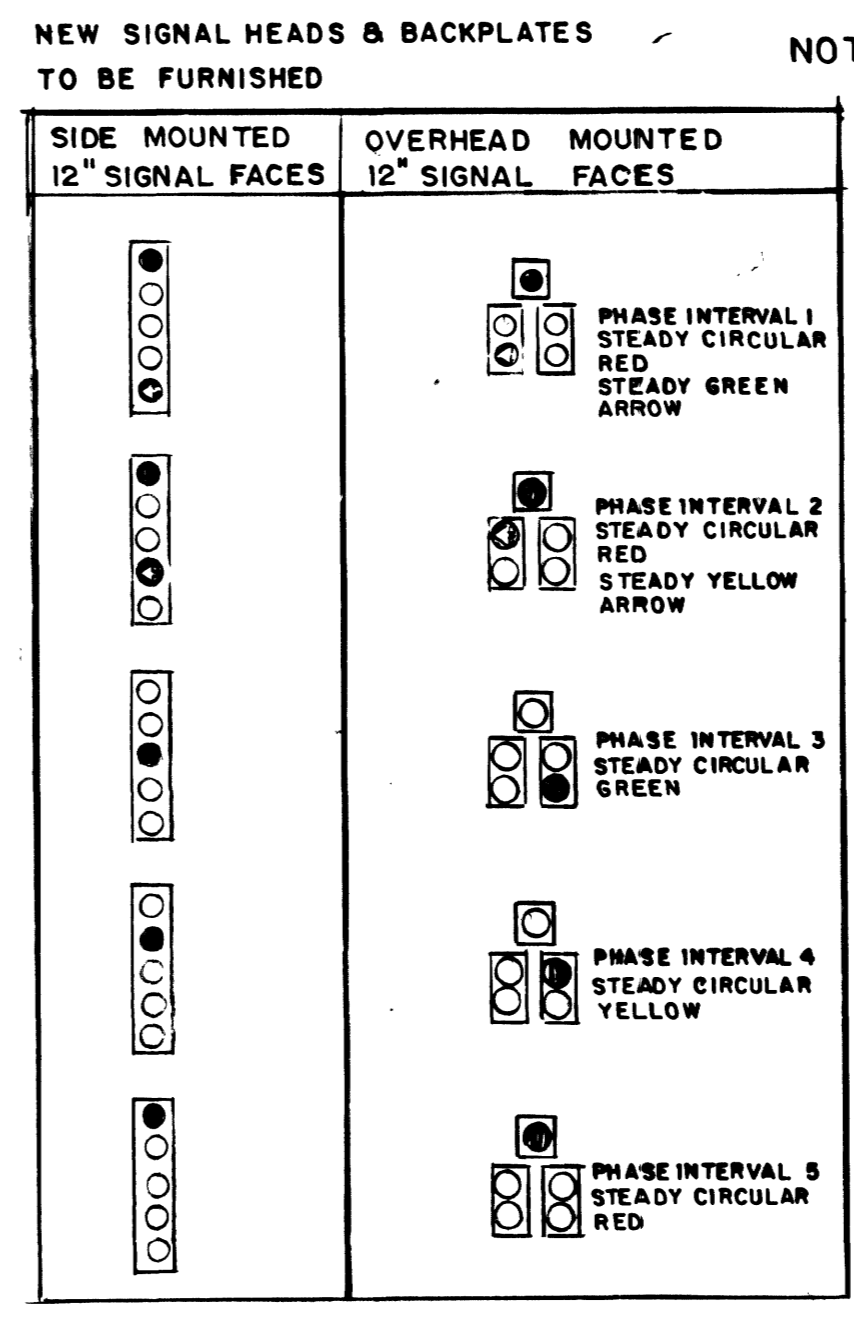 NEW SIGNAL HEADS & BACKPLATES
TO BE FURNISHED
NOT
SIDE MOUNTED
12" SIGNAL FACES
OVERHEAD MOUNTED
12" SIGNAL FACES
PHASE INTERVAL 1
STEADY CIRCULAR
RED
STEADY GREEN
ARROW
PHASE INTERVAL 2
STEADY CIRCULAR
RED
STEADY YELLOW
ARROW
PHASE INTERVAL 3
STEADY CIRCULAR
GREEN
PHASE INTERVAL 4
STEADY CIRCULAR
YELLOW
PHASE INTERVAL 5
STEADY CIRCULAR
RED